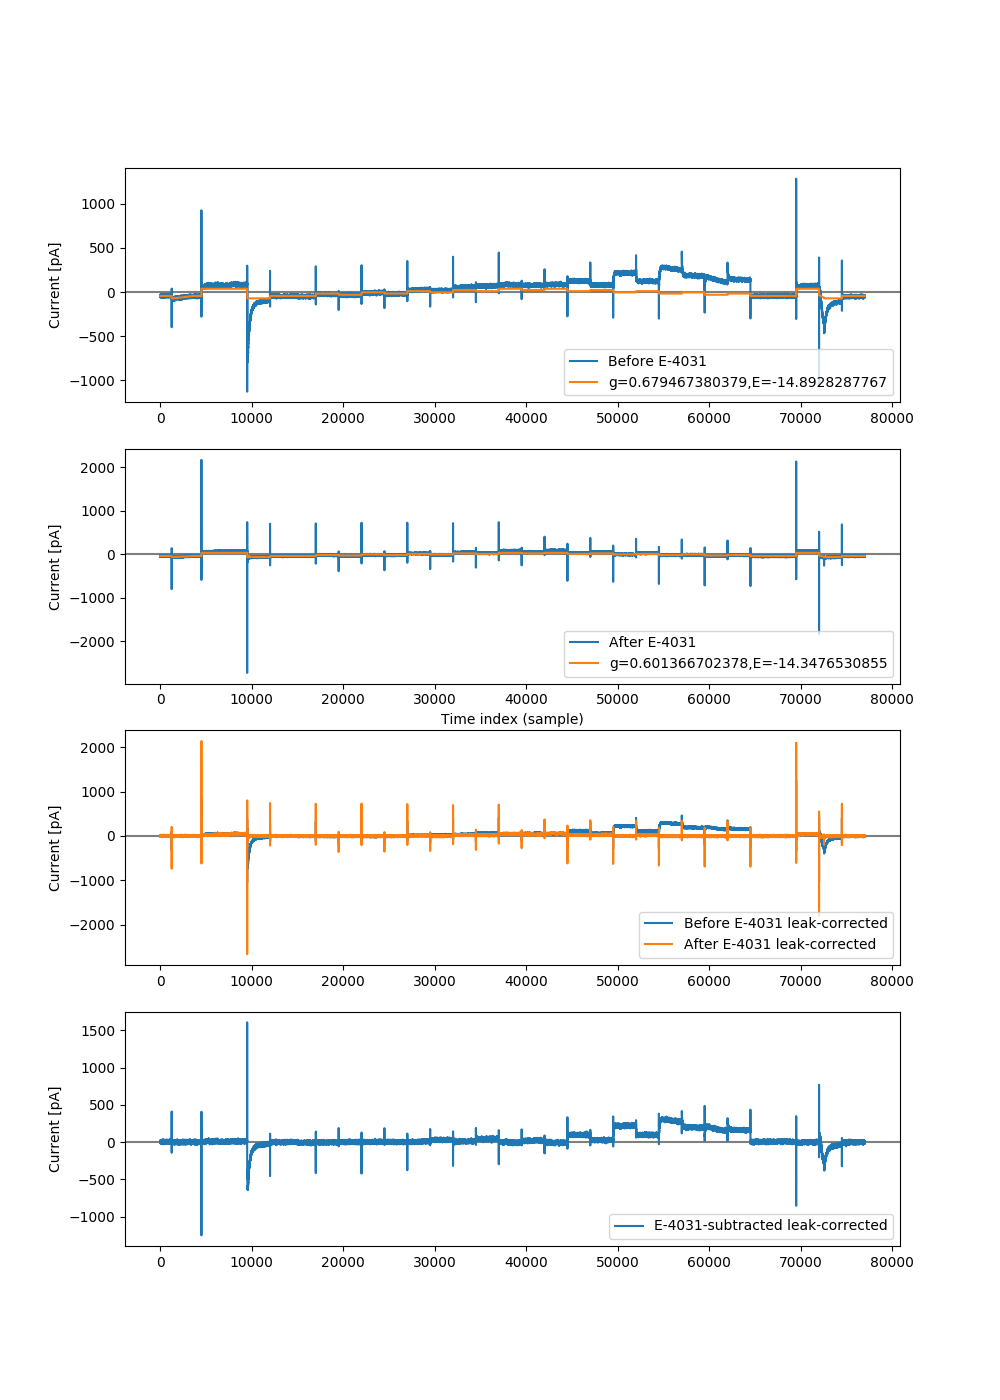 1000
500
0
−500
−1000
Current [pA]
Before E-4031
g=0.679467380379,E=-14.8928287767
0 10000 20000 30000 40000 50000 60000 70000 80000
2000
1000
0
−1000
−2000
Current [pA]
After E-4031
g=0.601366702378,E=-14.3476530855
0 10000 20000 30000 40000 50000 60000 70000 80000
Time index (sample)
2000
1000
0
−1000
−2000
Current [pA]
Before E-4031 leak-corrected
After E-4031 leak-corrected
0 10000 20000 30000 40000 50000 60000 70000 80000
1500
1000
500
0
−500
−1000
Current [pA]
E-4031-subtracted leak-corrected
0 10000 20000 30000 40000 50000 60000 70000 80000